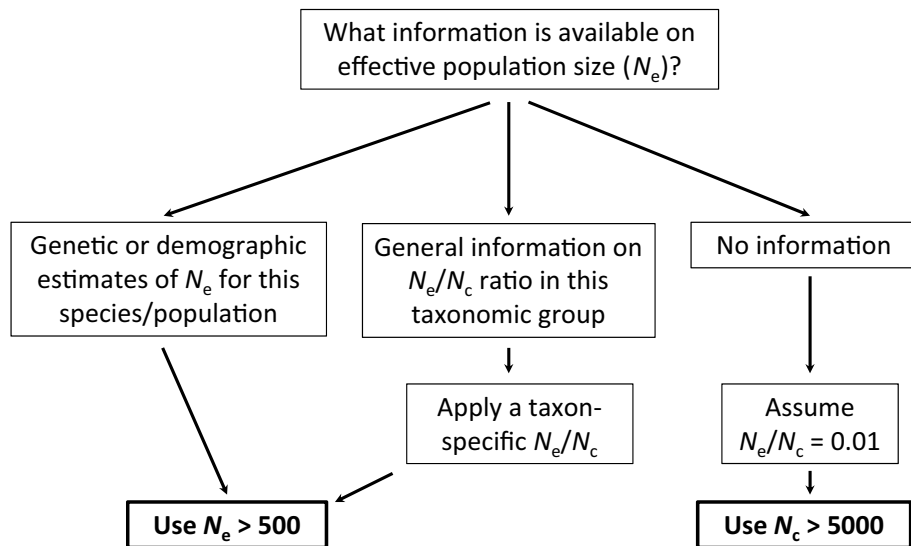 What information is available on
effective population size (Ne)?
Genetic or demographic
estimates of Ne for this
species/population
General information on
Ne/Nc ratio in this
taxonomic group
No information
Apply a taxon-
specific Ne/Nc
Assume
Ne/Nc = 0.01
Use Ne > 500
Use Nc > 5000